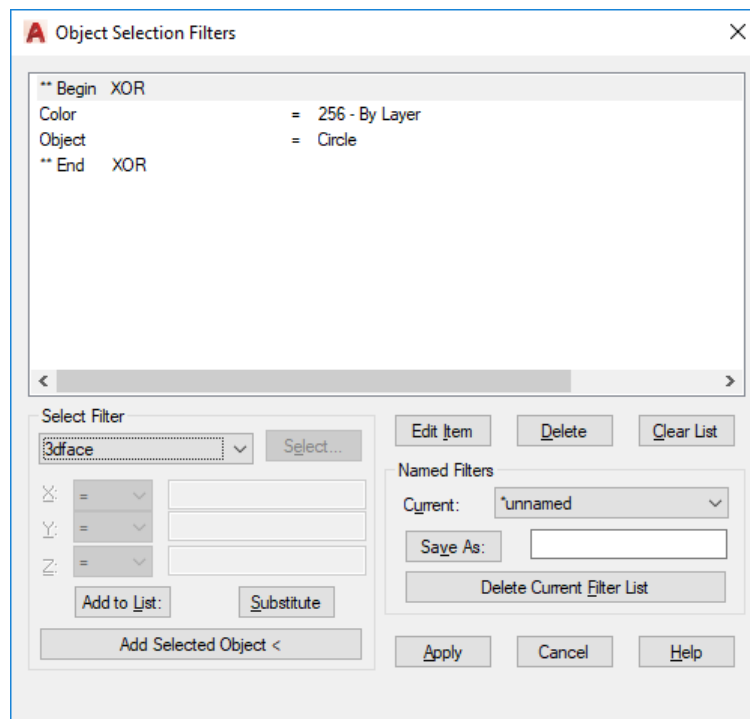 Object Selection Filters
** Begin XOR
Color = 256 - By Layer
Object = Circle
** End XOR
Select Filter
3dface Select...
X: =
Y: =
Z: =
Add to List: Substitute
Add Selected Object <
Edit Item Delete Clear List
Named Filters
Current: *unnamed
Save As:
Delete Current Filter List
Apply Cancel Help